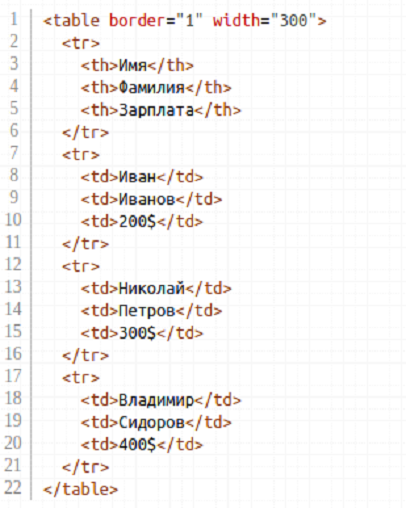 1 <table border="1" width="300">
2 <tr>
3 <th>Имя</th>
4 <th>Фамилия</th>
5 <th>Зарплата</th>
6 </tr>
7 <tr>
8 <td>Иван</td>
9 <td>Иванов</td>
10 <td>200$</td>
11 </tr>
12 <tr>
13 <td>Николай</td>
14 <td>Петров</td>
15 <td>300$</td>
16 </tr>
17 <tr>
18 <td>Владимир</td>
19 <td>Сидоров</td>
20 <td>400$</td>
21 </tr>
22 </table>